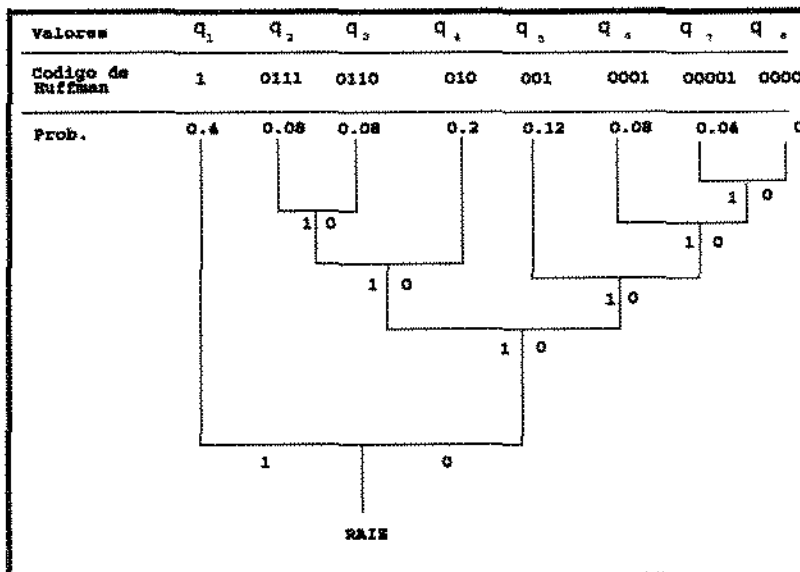 Valores q₁ q₂ q₃ q₄ q₅ q₆ q₇ q₈
Codigo de
Huffman 1 0111 0110 010 001 0001 00001 0000
Prob. 0.4 0.08 0.08 0.2 0.12 0.08 0.04 0
1 0
1 0
1 0
1 0
1 0
1 0
1 0
RAIZ